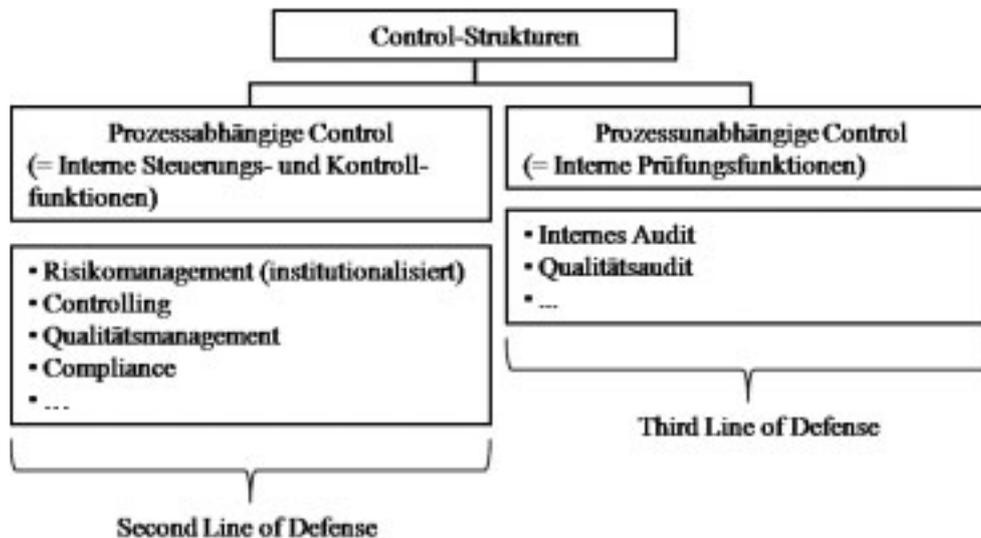 Control-Strukturen
Prozessabhängige Control
(= Interne Steuerungs- und Kontroll-
funktionen)
▪ Risikomanagement (institutionalisiert)
▪ Controlling
▪ Qualitätsmanagement
▪ Compliance
▪ ...
Second Line of Defense
Prozessunabhängige Control
(= Interne Prüfungsfunktionen)
▪ Internes Audit
▪ Qualitätsaudit
▪ ...
Third Line of Defense